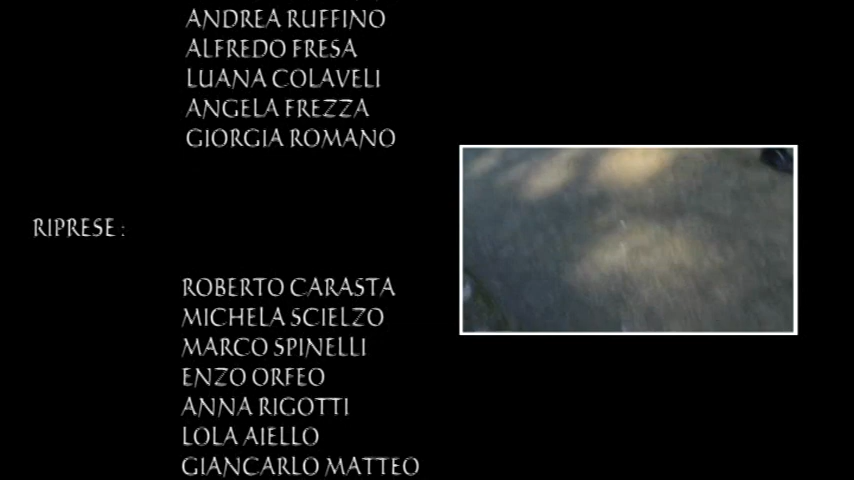 ANDREA RUFFINO
ALFREDO FRESA
LUANA COLAVELI
ANGELA FREZZA
GIORGIA ROMANO
RIPRESE :
ROBERTO CARASTA
MICHELA SCIELZO
MARCO SPINELLI
ENZO ORFEO
ANNA RIGOTTI
LOLA AIELLO
GIANCARLO MATTEO